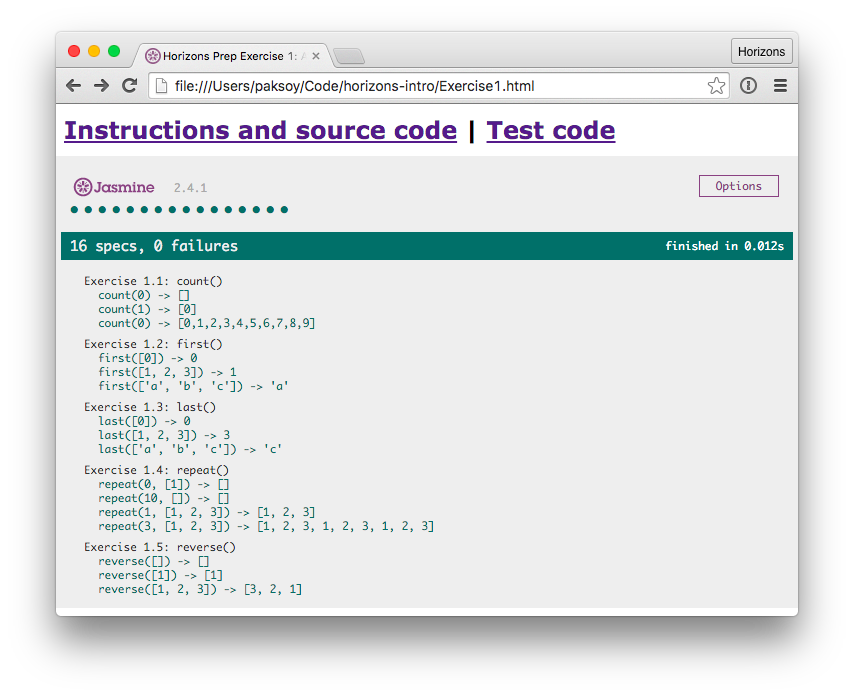 Horizons Prep Exercise 1:
Horizons
file:///Users/paksoy/Code/horizons-intro/Exercise1.html
Instructions and source code | Test code
Jasmine 2.4.1
Options
16 specs, 0 failures
finished in 0.012s
Exercise 1.1: count()
count(0) -> []
count(1) -> [0]
count(0) -> [0,1,2,3,4,5,6,7,8,9]
Exercise 1.2: first()
first([0]) -> 0
first([1, 2, 3]) -> 1
first(['a', 'b', 'c']) -> 'a'
Exercise 1.3: last()
last([0]) -> 0
last([1, 2, 3]) -> 3
last(['a', 'b', 'c']) -> 'c'
Exercise 1.4: repeat()
repeat(0, [1]) -> []
repeat(10, []) -> []
repeat(1, [1, 2, 3]) -> [1, 2, 3]
repeat(3, [1, 2, 3]) -> [1, 2, 3, 1, 2, 3, 1, 2, 3]
Exercise 1.5: reverse()
reverse([]) -> []
reverse([1]) -> [1]
reverse([1, 2, 3]) -> [3, 2, 1]